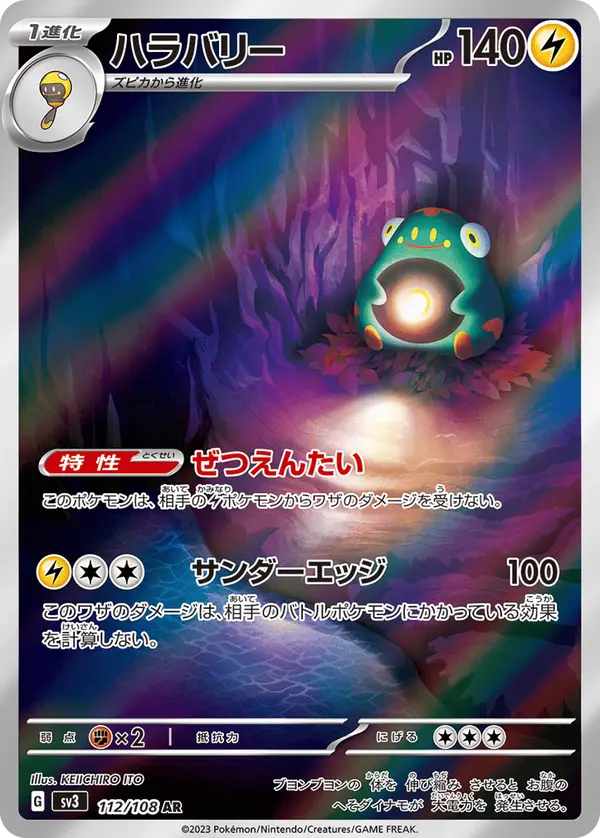 1進化
ハラバリー
HP 140
ズピカから進化
特性 とくせい ぜつえんたい
このポケモンは、相手のポケモンからワザのダメージを受けない。
サンダーエッジ 100
このワザのダメージは、相手のバトルポケモンにかかっている効果
を計算しない。
弱点 ×2 抵抗力 にげる
Illus. KEIICHIRO ITO
G sv3 112/108 AR
ブヨンブヨンの 体を 伸び縮み させると お腹の
へそダイナモが 大電力を 発生させる。
©2023 Pokémon/Nintendo/Creatures/GAME FREAK.